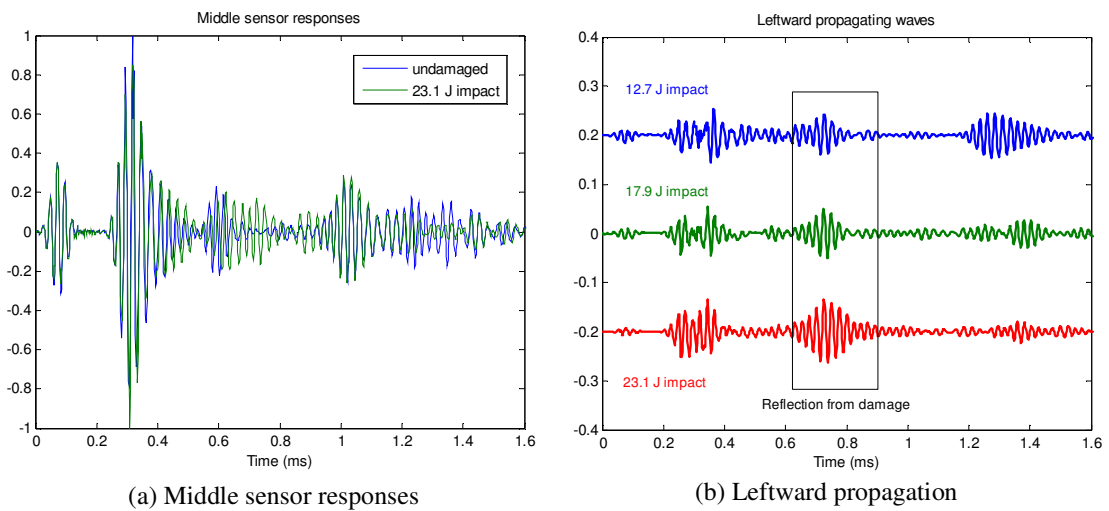 Middle sensor responses
1
0.8
0.6
0.4
0.2
0
-0.2
-0.4
-0.6
-0.8
-1
undamaged
23.1 J impact
0 0.2 0.4 0.6 0.8 1 1.2 1.4 1.6
Time (ms)
(a) Middle sensor responses
Leftward propagating waves
0.4
0.3
0.2
0.1
0
-0.1
-0.2
-0.3
-0.4
12.7 J impact
17.9 J impact
23.1 J impact
Reflection from damage
0 0.2 0.4 0.6 0.8 1 1.2 1.4 1.6
Time (ms)
(b) Leftward propagation